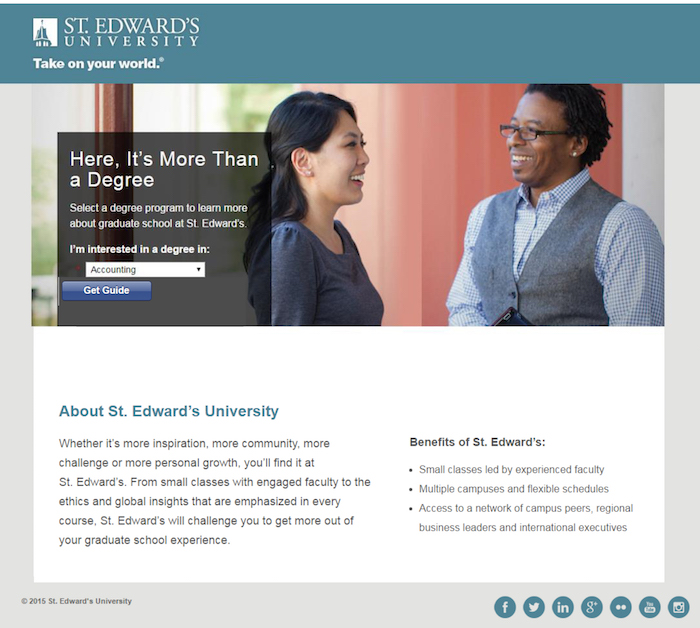 ST. EDWARD'S
UNIVERSITY
Take on your world.®
Here, It's More Than
a Degree
Select a degree program to learn more
about graduate school at St. Edward's.
I'm interested in a degree in:
Accounting
Get Guide
About St. Edward's University
Whether it's more inspiration, more community, more
challenge or more personal growth, you'll find it at
St. Edward's. From small classes with engaged faculty to the
ethics and global insights that are emphasized in every
course, St. Edward's will challenge you to get more out of
your graduate school experience.
Benefits of St. Edward's:
• Small classes led by experienced faculty
• Multiple campuses and flexible schedules
• Access to a network of campus peers, regional
business leaders and international executives
© 2015 St. Edward's University
f
in
g+
You
Tube